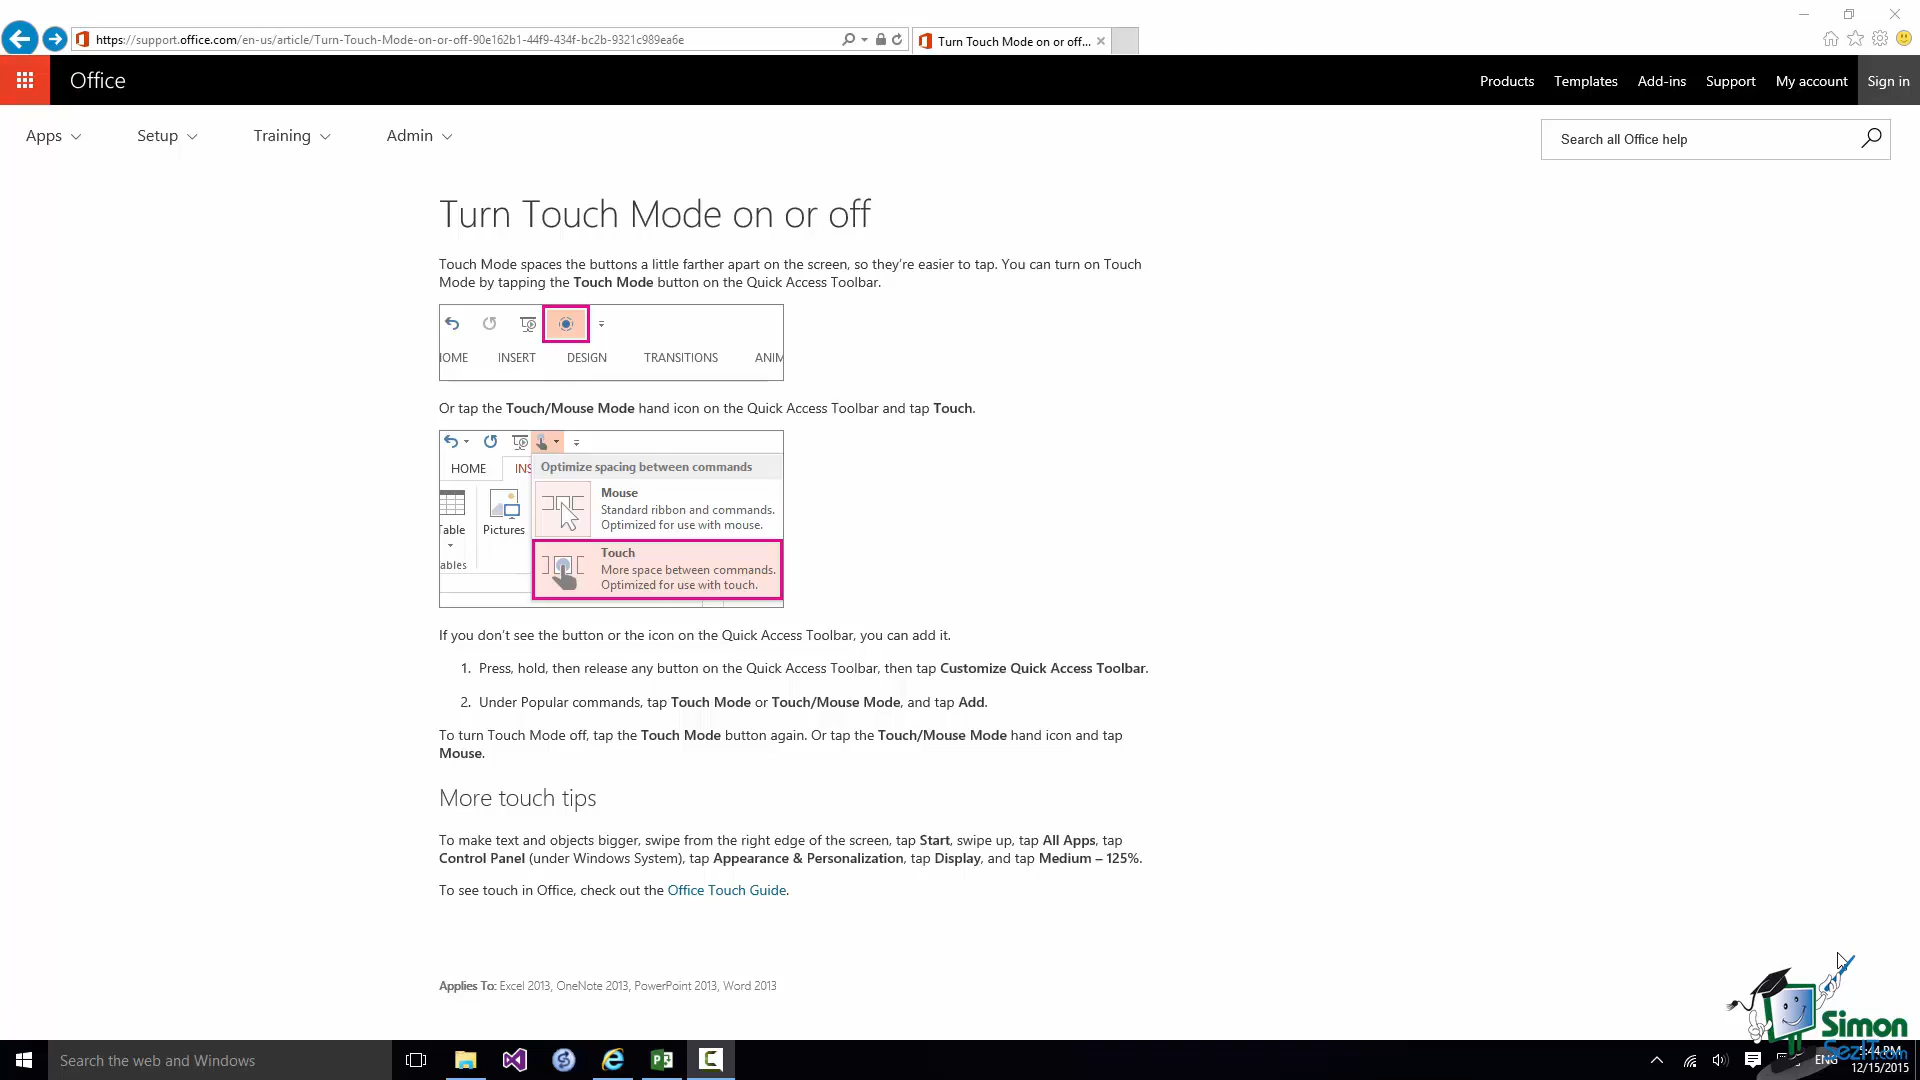 https://support.office.com/en-us/article/Turn-Touch-Mode-on-or-off-90e162b1-44f9-434f-bc2b-9321c989ea6e
Turn Touch Mode on or off...
Office
Products Templates Add-ins Support My account Sign in
Apps Setup Training Admin
Search all Office help
Turn Touch Mode on or off
Touch Mode spaces the buttons a little farther apart on the screen, so they're easier to tap. You can turn on Touch
Mode by tapping the Touch Mode button on the Quick Access Toolbar.
IOME INSERT DESIGN TRANSITIONS ANIM
Or tap the Touch/Mouse Mode hand icon on the Quick Access Toolbar and tap Touch.
HOME INS
Optimize spacing between commands
Mouse
Standard ribbon and commands.
Optimized for use with mouse.
Table Pictures
ables
Touch
More space between commands.
Optimized for use with touch.
If you don't see the button or the icon on the Quick Access Toolbar, you can add it.
1. Press, hold, then release any button on the Quick Access Toolbar, then tap Customize Quick Access Toolbar.
2. Under Popular commands, tap Touch Mode or Touch/Mouse Mode, and tap Add.
To turn Touch Mode off, tap the Touch Mode button again. Or tap the Touch/Mouse Mode hand icon and tap
Mouse.
More touch tips
To make text and objects bigger, swipe from the right edge of the screen, tap Start, swipe up, tap All Apps, tap
Control Panel (under Windows System), tap Appearance & Personalization, tap Display, and tap Medium – 125%.
To see touch in Office, check out the Office Touch Guide.
Applies To: Excel 2013, OneNote 2013, PowerPoint 2013, Word 2013
Simon
SezIT.com
Search the web and Windows
ENG
12/15/2015